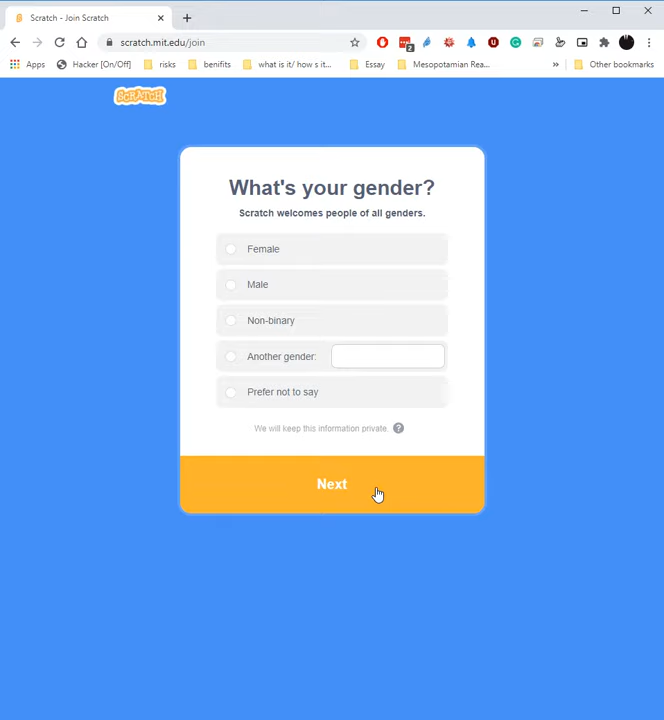 Scratch - Join Scratch
scratch.mit.edu/join
2
Apps
Hacker [On/Off]
risks
benifits
what is it/ how s it...
Essay
Mesopotamian Rea...
»
Other bookmarks
SCRATCH
What's your gender?
Scratch welcomes people of all genders.
Female
Male
Non-binary
Another gender:
Prefer not to say
We will keep this information private. ?
Next